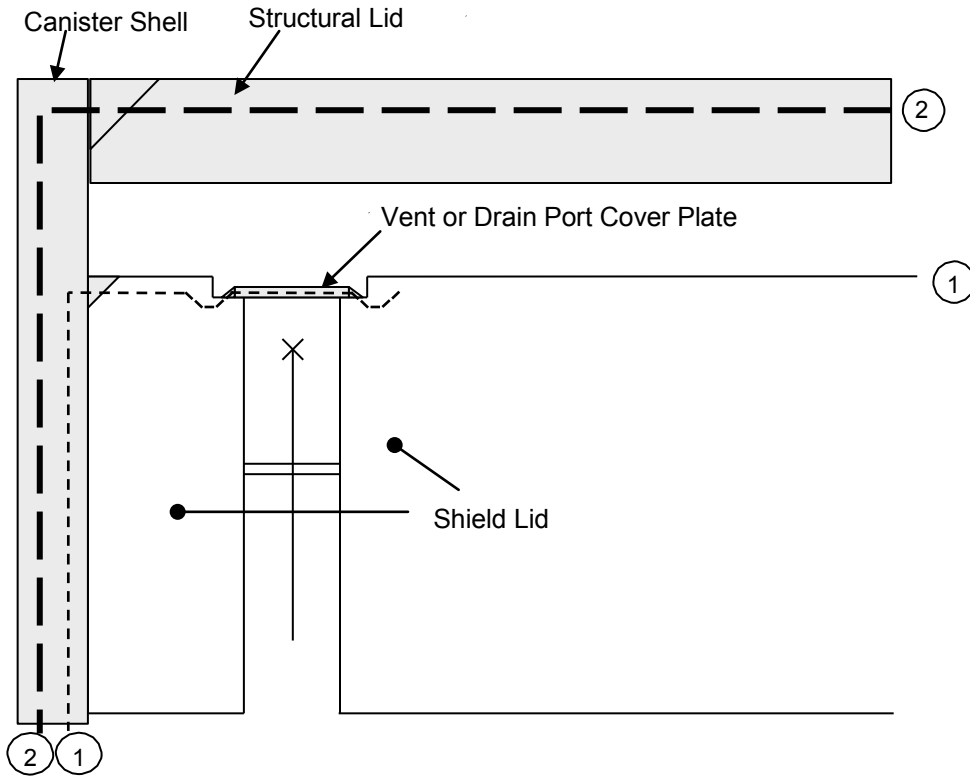 Canister Shell
Structural Lid
2
Vent or Drain Port Cover Plate
1
Shield Lid
2
1